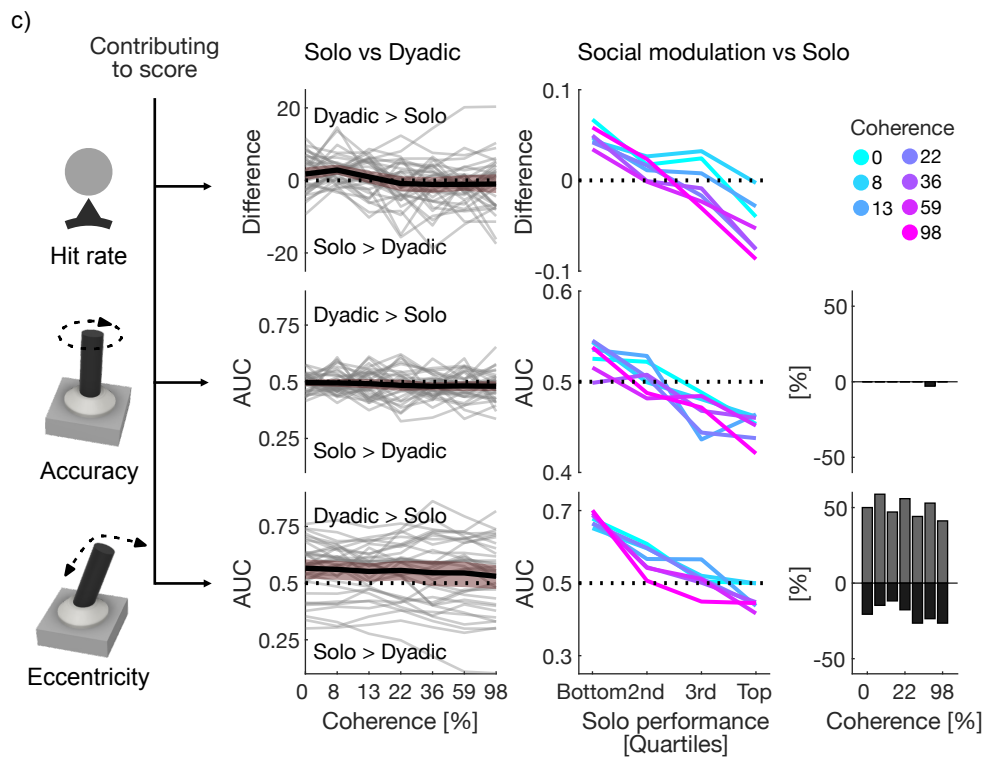 c)
Contributing
to score
Solo vs Dyadic
Social modulation vs Solo
Hit rate
Accuracy
Eccentricity
Difference
20
0
-20
Dyadic > Solo
Solo > Dyadic
Difference
0.1
0
-0.1
Coherence
0
22
8
36
13
59
98
AUC
0.75
0.5
0.25
Dyadic > Solo
Solo > Dyadic
AUC
0.6
0.5
0.4
[%]
50
0
-50
AUC
0.75
0.5
0.25
Dyadic > Solo
Solo > Dyadic
0 8 13 22 36 59 98
Coherence [%]
AUC
0.7
0.5
0.3
Bottom 2nd 3rd Top
Solo performance
[Quartiles]
[%]
50
0
-50
0 22 98
Coherence [%]